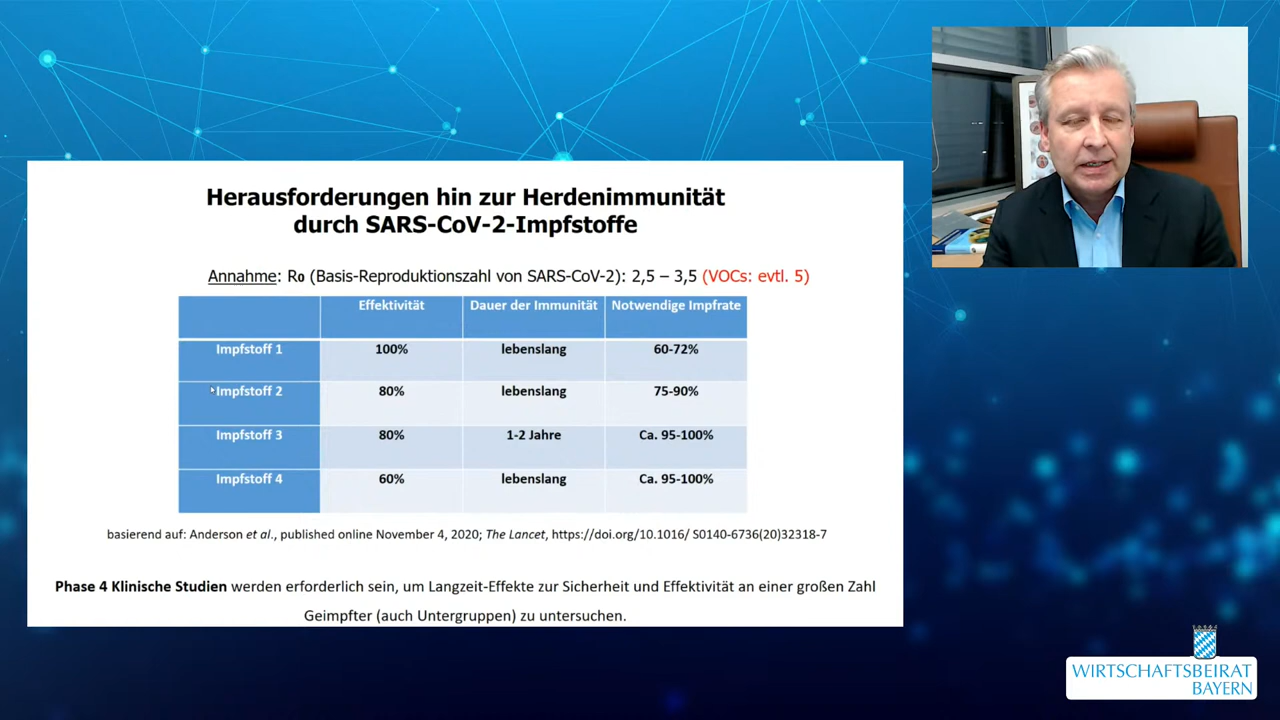 Herausforderungen hin zur Herdenimmunität
durch SARS-CoV-2-Impfstoffe
Annahme: R₀ (Basis-Reproduktionszahl von SARS-CoV-2): 2,5 – 3,5 (VOCs: evtl. 5)
Effektivität Dauer der Immunität Notwendige Impfrate
Impfstoff 1 100% lebenslang 60-72%
Impfstoff 2 80% lebenslang 75-90%
Impfstoff 3 80% 1-2 Jahre Ca. 95-100%
Impfstoff 4 60% lebenslang Ca. 95-100%
basierend auf: Anderson et al., published online November 4, 2020; The Lancet, https://doi.org/10.1016/ S0140-6736(20)32318-7
Phase 4 Klinische Studien werden erforderlich sein, um Langzeit-Effekte zur Sicherheit und Effektivität an einer großen Zahl
Geimpfter (auch Untergruppen) zu untersuchen.
WIRTSCHAFTSBEIRAT
BAYERN